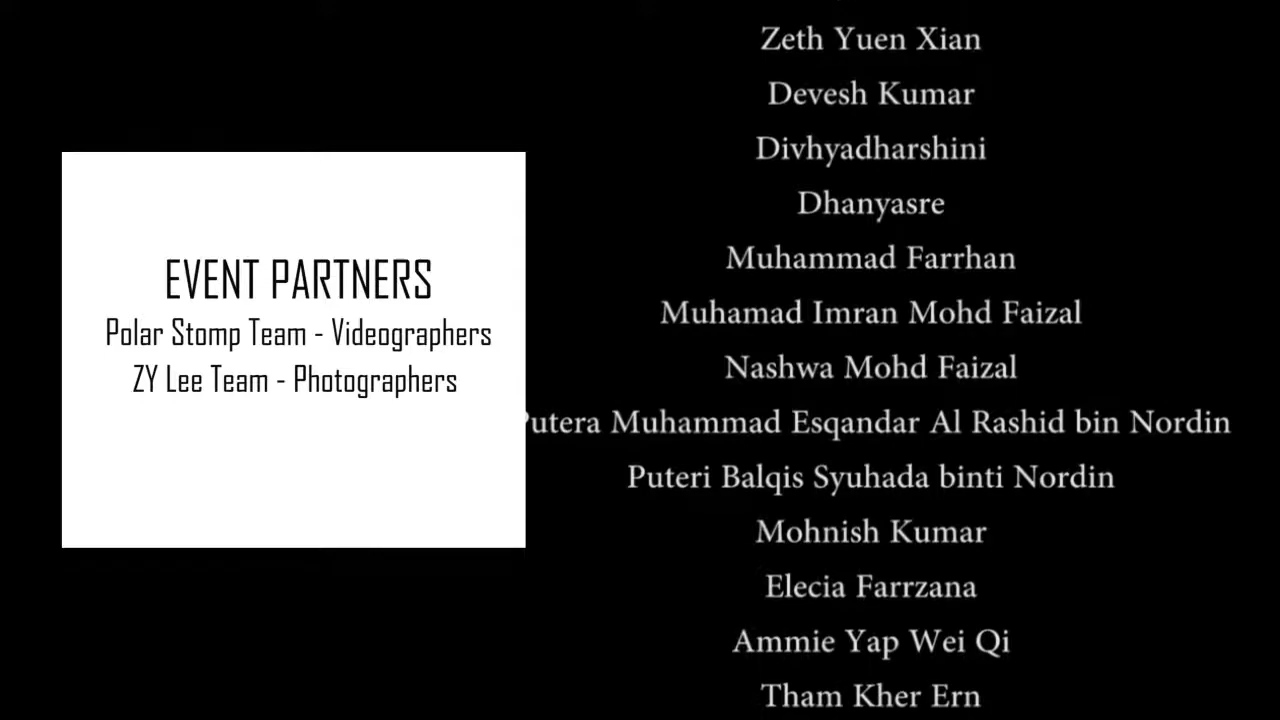 EVENT PARTNERS
Polar Stomp Team - Videographers
ZY Lee Team - Photographers
Zeth Yuen Xian
Devesh Kumar
Divhyadharshini
Dhanyasre
Muhammad Farrhan
Muhamad Imran Mohd Faizal
Nashwa Mohd Faizal
Putera Muhammad Esqandar Al Rashid bin Nordin
Puteri Balqis Syuhada binti Nordin
Mohnish Kumar
Elecia Farrzana
Ammie Yap Wei Qi
Tham Kher Ern